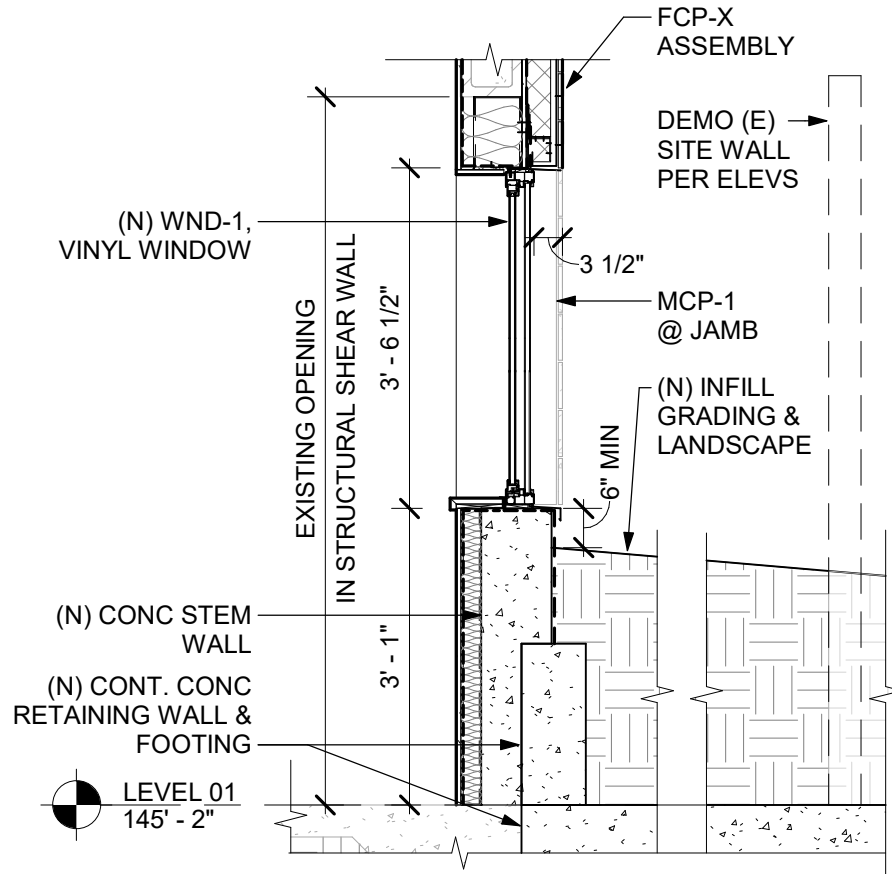 FCP-X
ASSEMBLY
DEMO (E)
SITE WALL
PER ELEVS
(N) WND-1,
VINYL WINDOW
EXISTING OPENING
IN STRUCTURAL SHEAR WALL
3' - 6 1/2"
3 1/2"
MCP-1
@ JAMB
(N) INFILL
GRADING &
LANDSCAPE
6" MIN
(N) CONC STEM
WALL
3' - 1"
(N) CONT. CONC
RETAINING WALL &
FOOTING
LEVEL 01
145' - 2"